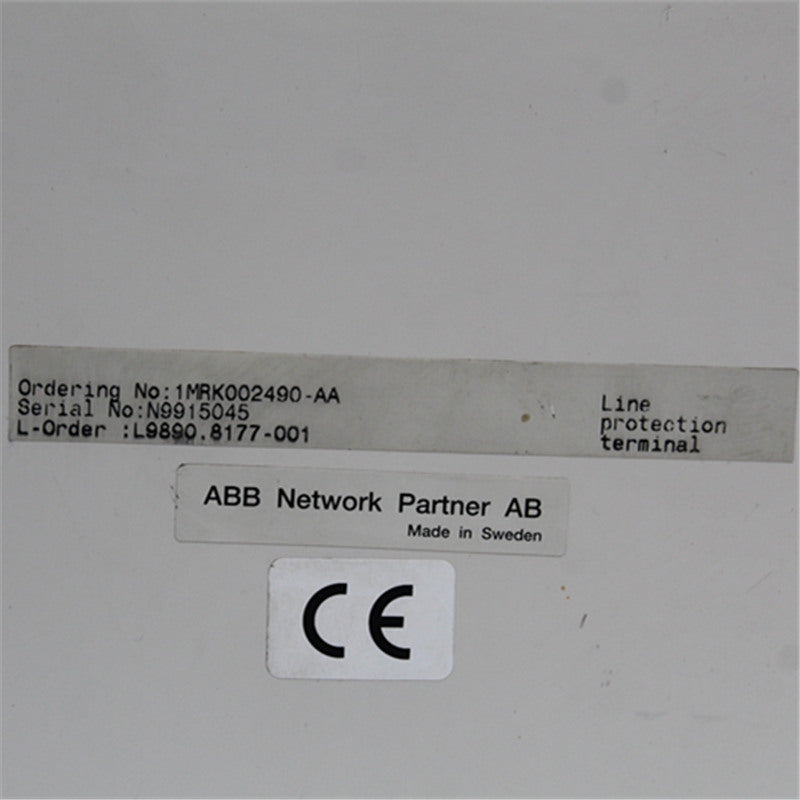 Ordering No:1MRK002490-AA
Serial No:N9915045
L-Order :L9890.8177-001
Line
protection
terminal
ABB Network Partner AB
Made in Sweden
CE